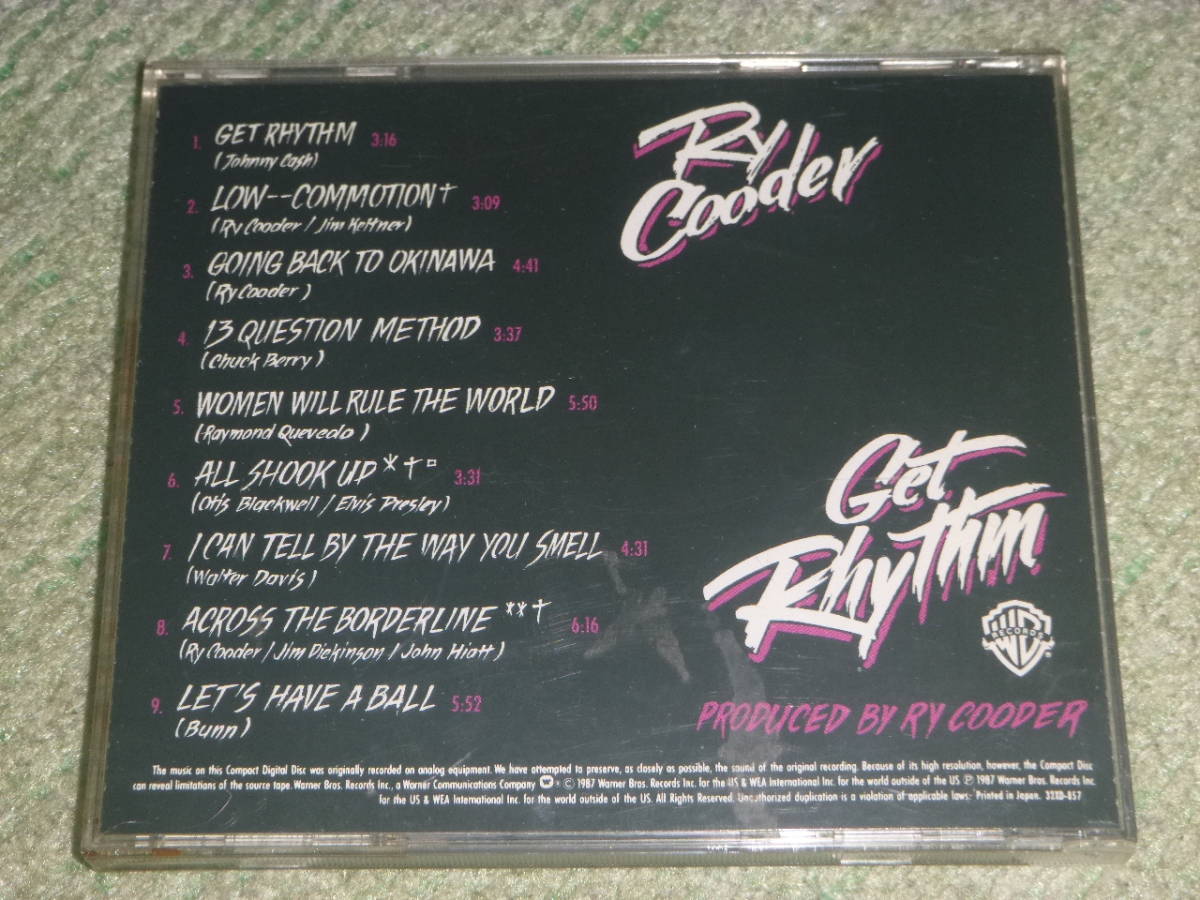 1. GET RHYTHM 3:16
(Johnny Cash)
2. LOW--COMMOTION† 3:09
(Ry Cooder / Jim Keltner)
3. GOING BACK TO OKINAWA 4:41
(Ry Cooder)
4. 13 QUESTION METHOD 3:37
(Chuck Berry)
5. WOMEN WILL RULE THE WORLD 5:50
(Raymond Quevedo)
6. ALL SHOOK UP*†▫ 3:31
(Otis Blackwell / Elvis Presley)
7. I CAN TELL BY THE WAY YOU SMELL 4:31
(Walter Davis)
8. ACROSS THE BORDERLINE**† 6:16
(Ry Cooder / Jim Dickinson / John Hiatt)
9. LET'S HAVE A BALL 5:52
(Bunn)
Ry
Cooder
Get
Rhythm
WB
RECORDS
PRODUCED BY RY COODER
The music on this Compact Digital Disc was originally recorded on analog equipment. We have attempted to preserve, as closely as possible, the sound of the original recording. Because of its high resolution, however, the Compact Disc
can reveal limitations of the source tape. Warner Bros. Records Inc., a Warner Communications Company. © 1987 Warner Bros. Records Inc. for the US & WEA International Inc. for the world outside of the US ℗ 1987 Warner Bros. Records Inc.
for the US & WEA International Inc. for the world outside of the US. All Rights Reserved. Unauthorized duplication is a violation of applicable laws. Printed in Japan. 32XD-857